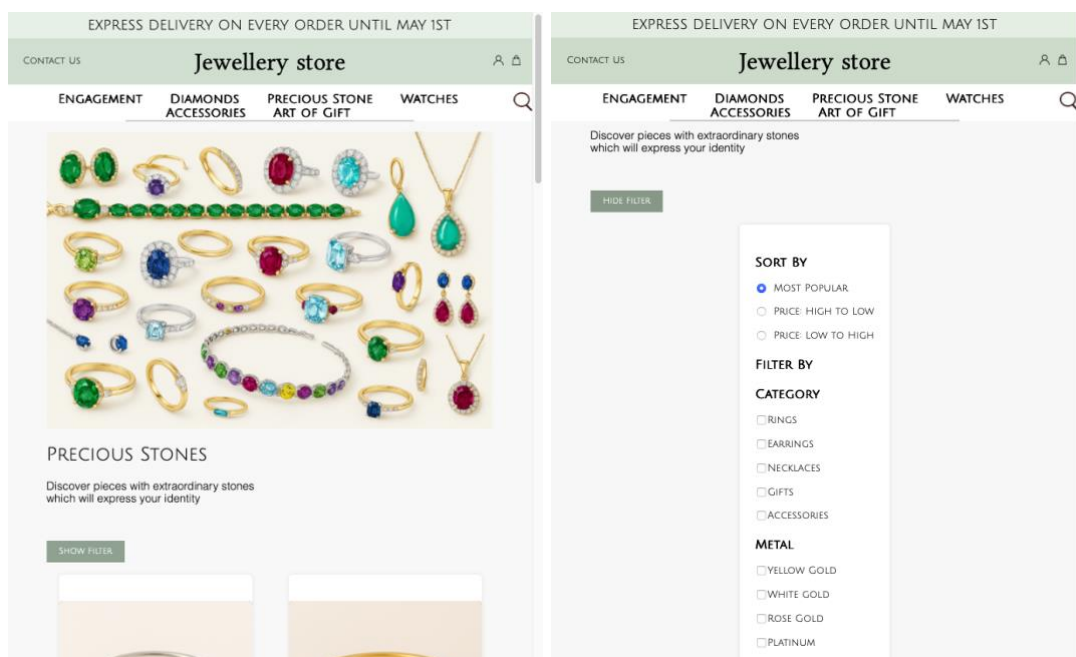 EXPRESS DELIVERY ON EVERY ORDER UNTIL MAY 1ST
CONTACT US
Jewellery store
ENGAGEMENT DIAMONDS PRECIOUS STONE WATCHES
ACCESSORIES ART OF GIFT
PRECIOUS STONES
Discover pieces with extraordinary stones
which will express your identity
SHOW FILTER
EXPRESS DELIVERY ON EVERY ORDER UNTIL MAY 1ST
CONTACT US
Jewellery store
ENGAGEMENT DIAMONDS PRECIOUS STONE WATCHES
ACCESSORIES ART OF GIFT
Discover pieces with extraordinary stones
which will express your identity
HIDE FILTER
SORT BY
MOST POPULAR
PRICE: HIGH TO LOW
PRICE: LOW TO HIGH
FILTER BY
CATEGORY
RINGS
EARRINGS
NECKLACES
GIFTS
ACCESSORIES
METAL
YELLOW GOLD
WHITE GOLD
ROSE GOLD
PLATINUM